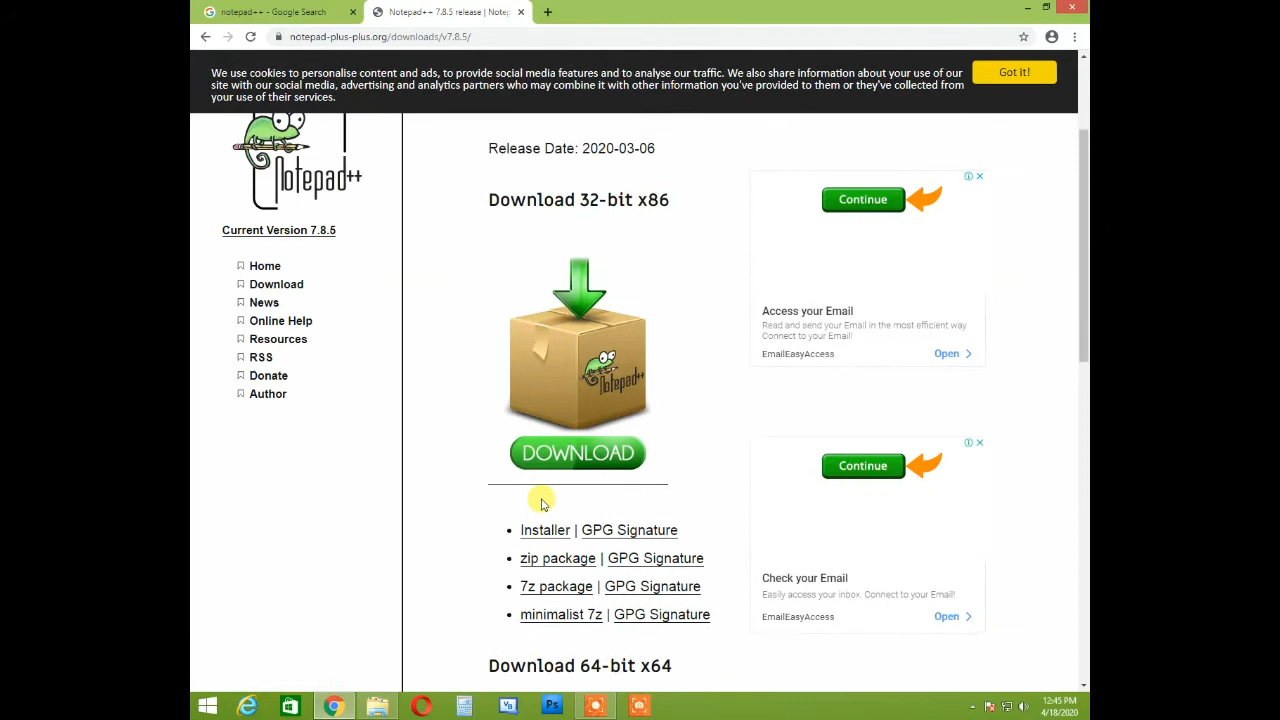 notepad++ - Google Search
Notepad++ 7.8.5 release | Notep
notepad-plus-plus.org/downloads/v7.8.5/
We use cookies to personalise content and ads, to provide social media features and to analyse our traffic. We also share information about your use of our
site with our social media, advertising and analytics partners who may combine it with other information you've provided to them or they've collected from
your use of their services.
Got it!
Notepad++
Current Version 7.8.5
Home
Download
News
Online Help
Resources
RSS
Donate
Author
Release Date: 2020-03-06
Download 32-bit x86
Notepad++
DOWNLOAD
Installer | GPG Signature
zip package | GPG Signature
7z package | GPG Signature
minimalist 7z | GPG Signature
Download 64-bit x64
Continue
Access your Email
Read and send your Email in the most efficient way.
Connect to your Email!
EmailEasyAccess
Open
Continue
Check your Email
Easily access your inbox. Connect to your Email!
EmailEasyAccess
Open
Ps
12:45 PM
4/18/2020